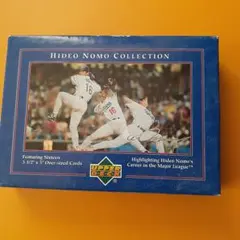 HIDEO NOMO COLLECTION
Featuring Sixteen
3-1/2" x 5" Over-sized Cards
UPPER DECK
Highlighting Hideo Nomo's
Career in the Major League™